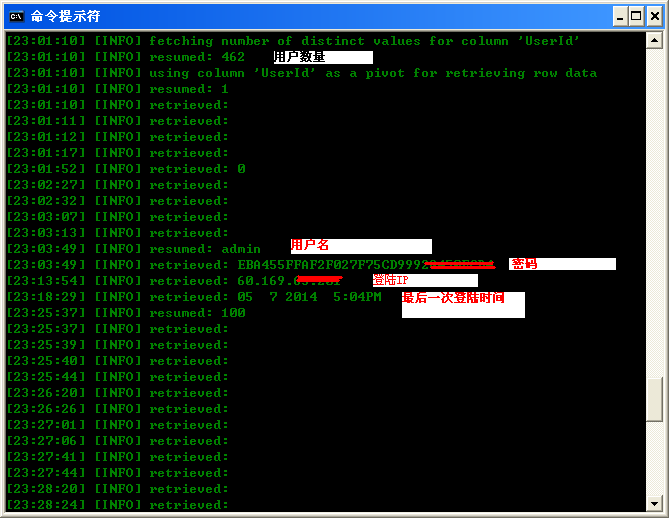 命令提示符
[23:01:10] [INFO] fetching number of distinct values for column 'UserId'
[23:01:10] [INFO] resumed: 462 用户数量
[23:01:10] [INFO] using column 'UserId' as a pivot for retrieving row data
[23:01:10] [INFO] resumed: 1
[23:01:10] [INFO] retrieved:
[23:01:11] [INFO] retrieved:
[23:01:12] [INFO] retrieved:
[23:01:17] [INFO] retrieved:
[23:01:52] [INFO] retrieved: 0
[23:02:27] [INFO] retrieved:
[23:02:32] [INFO] retrieved:
[23:03:07] [INFO] retrieved:
[23:03:13] [INFO] retrieved:
[23:03:49] [INFO] resumed: admin 用户名
[23:03:49] [INFO] retrieved: 密码
[23:13:54] [INFO] retrieved: 60.169. 登陆IP
[23:18:29] [INFO] retrieved: 05  7 2014  5:04PM 最后一次登陆时间
[23:25:37] [INFO] resumed: 100
[23:25:37] [INFO] retrieved:
[23:25:39] [INFO] retrieved:
[23:25:40] [INFO] retrieved:
[23:25:44] [INFO] retrieved:
[23:26:20] [INFO] retrieved:
[23:26:26] [INFO] retrieved:
[23:27:01] [INFO] retrieved:
[23:27:06] [INFO] retrieved:
[23:27:41] [INFO] retrieved:
[23:27:44] [INFO] retrieved:
[23:28:20] [INFO] retrieved:
[23:28:24] [INFO] retrieved: